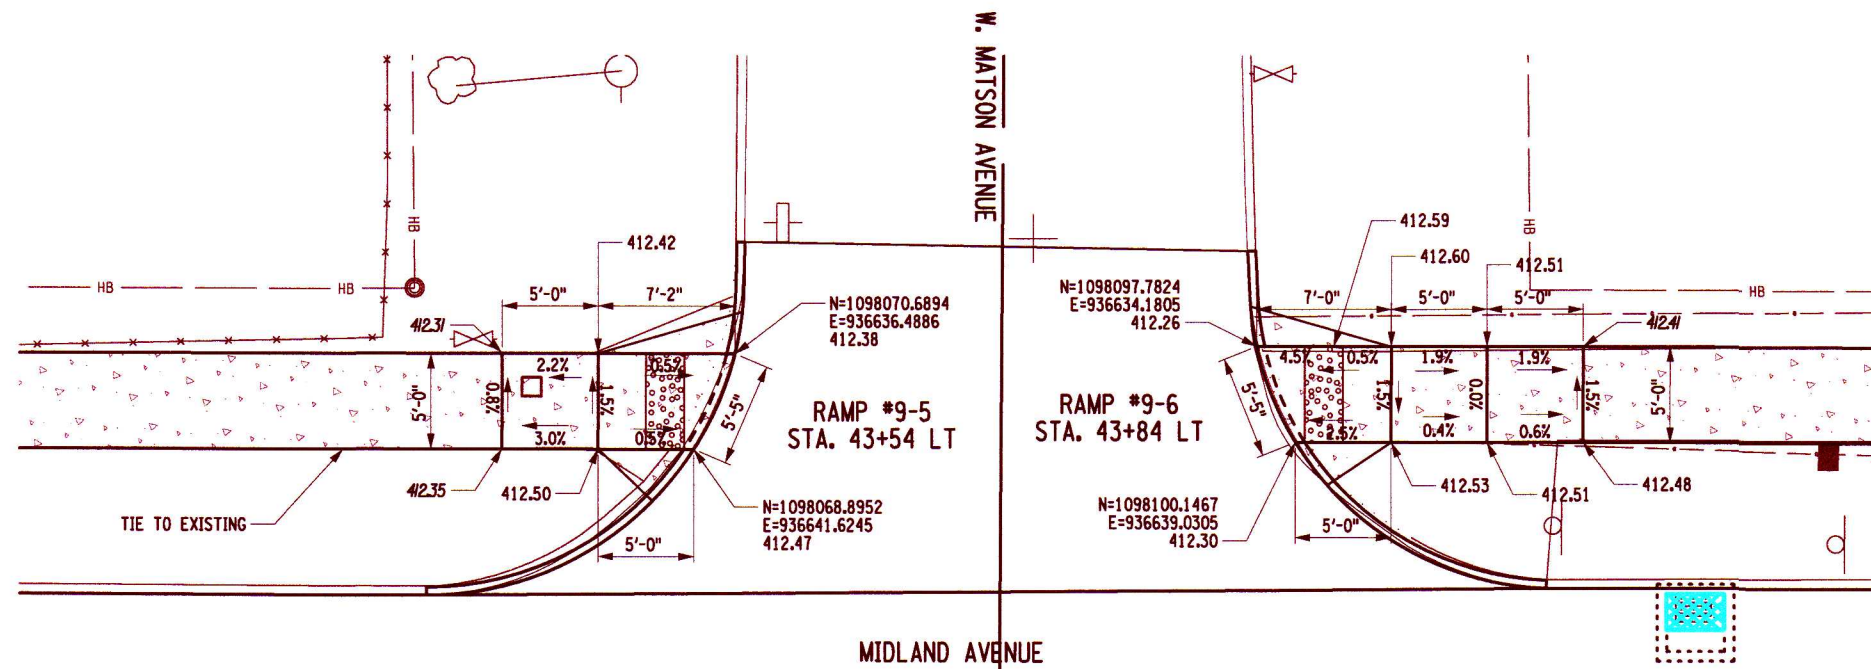 W. MATSON AVENUE
HB
HB
HB
HB
HB
412.42
5'-0"
7'-2"
412.31
N=1098070.6894
E=936636.4886
412.38
2.2%
0.5%
5'-0"
0.8%
1.5%
3.0%
0.5%
5'-5"
RAMP #9-5
STA. 43+54 LT
412.35
412.50
TIE TO EXISTING
N=1098068.8952
E=936641.6245
412.47
5'-0"
412.59
412.60
412.51
N=1098097.7824
E=936634.1805
412.26
7'-0"
5'-0"
5'-0"
412.41
4.5%
0.5%
1.9%
1.9%
5'-5"
1.5%
0.0%
1.5%
5'-0"
2.5%
0.4%
0.6%
RAMP #9-6
STA. 43+84 LT
412.53
412.51
412.48
N=1098100.1467
E=936639.0305
412.30
5'-0"
MIDLAND AVENUE